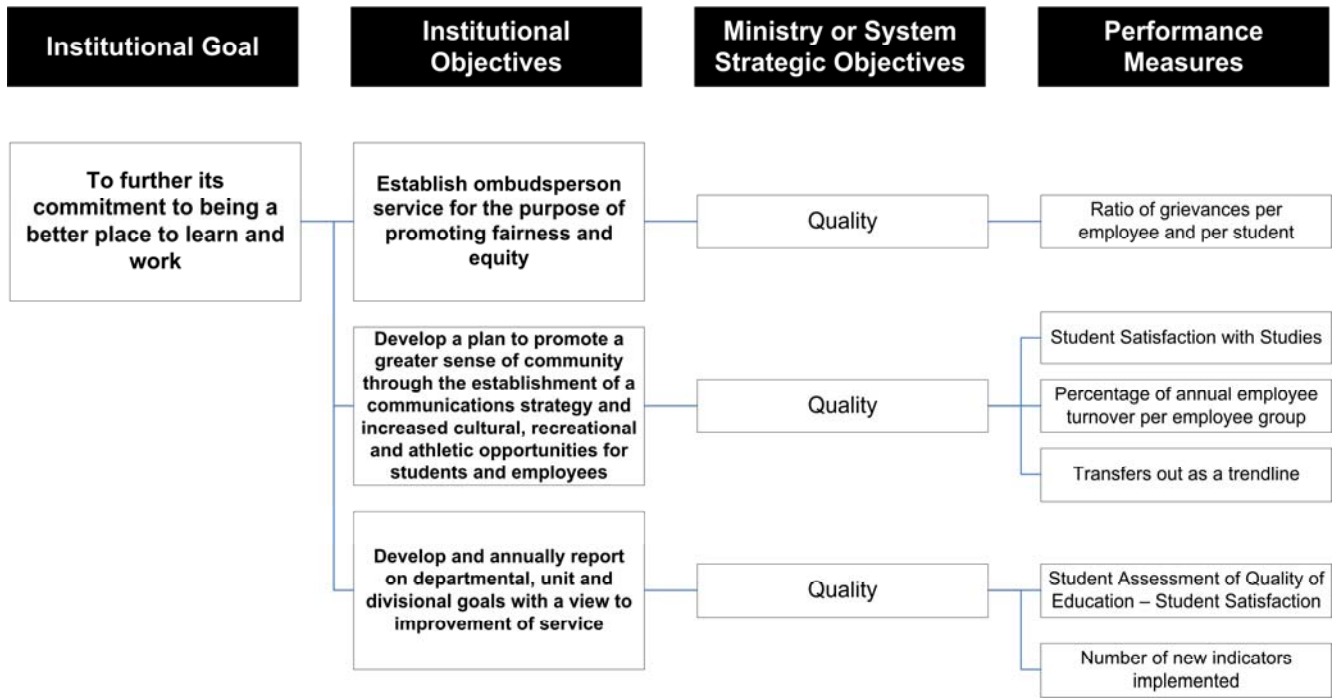 Institutional Goal
Institutional
Objectives
Ministry or System
Strategic Objectives
Performance
Measures
To further its
commitment to being a
better place to learn and
work
Establish ombudsperson
service for the purpose of
promoting fairness and
equity
Quality
Ratio of grievances per
employee and per student
Develop a plan to promote a
greater sense of community
through the establishment of a
communications strategy and
increased cultural, recreational
and athletic opportunities for
students and employees
Quality
Student Satisfaction with Studies
Percentage of annual employee
turnover per employee group
Transfers out as a trendline
Develop and annually report
on departmental, unit and
divisional goals with a view to
improvement of service
Quality
Student Assessment of Quality of
Education – Student Satisfaction
Number of new indicators
implemented